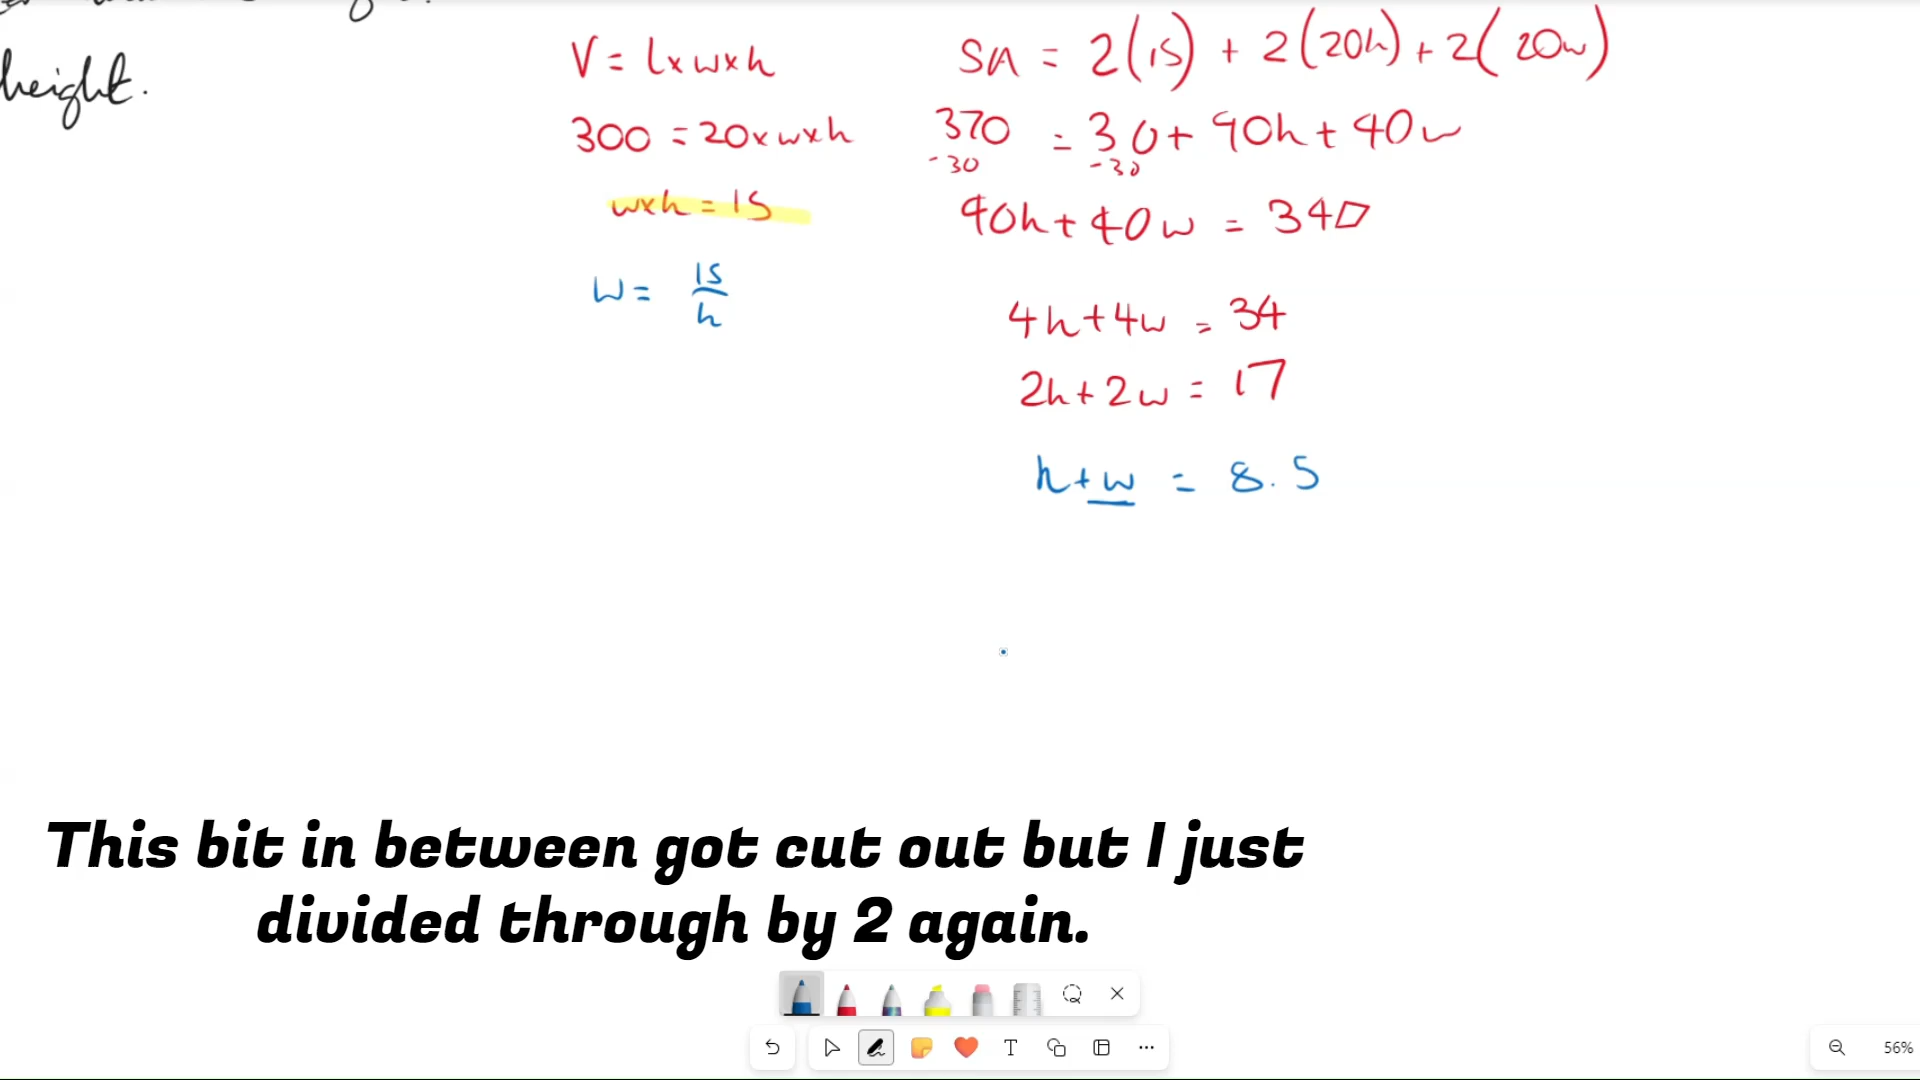 height.
V = l x w x h
300 = 20 x w x h
w x h = 15
w = 15/h
SA = 2(15) + 2(20h) + 2(20w)
370 = 30 + 40h + 40w
-30 -30
40h + 40w = 340
4h + 4w = 34
2h + 2w = 17
h + w = 8.5
This bit in between got cut out but I just
divided through by 2 again.
T
56%